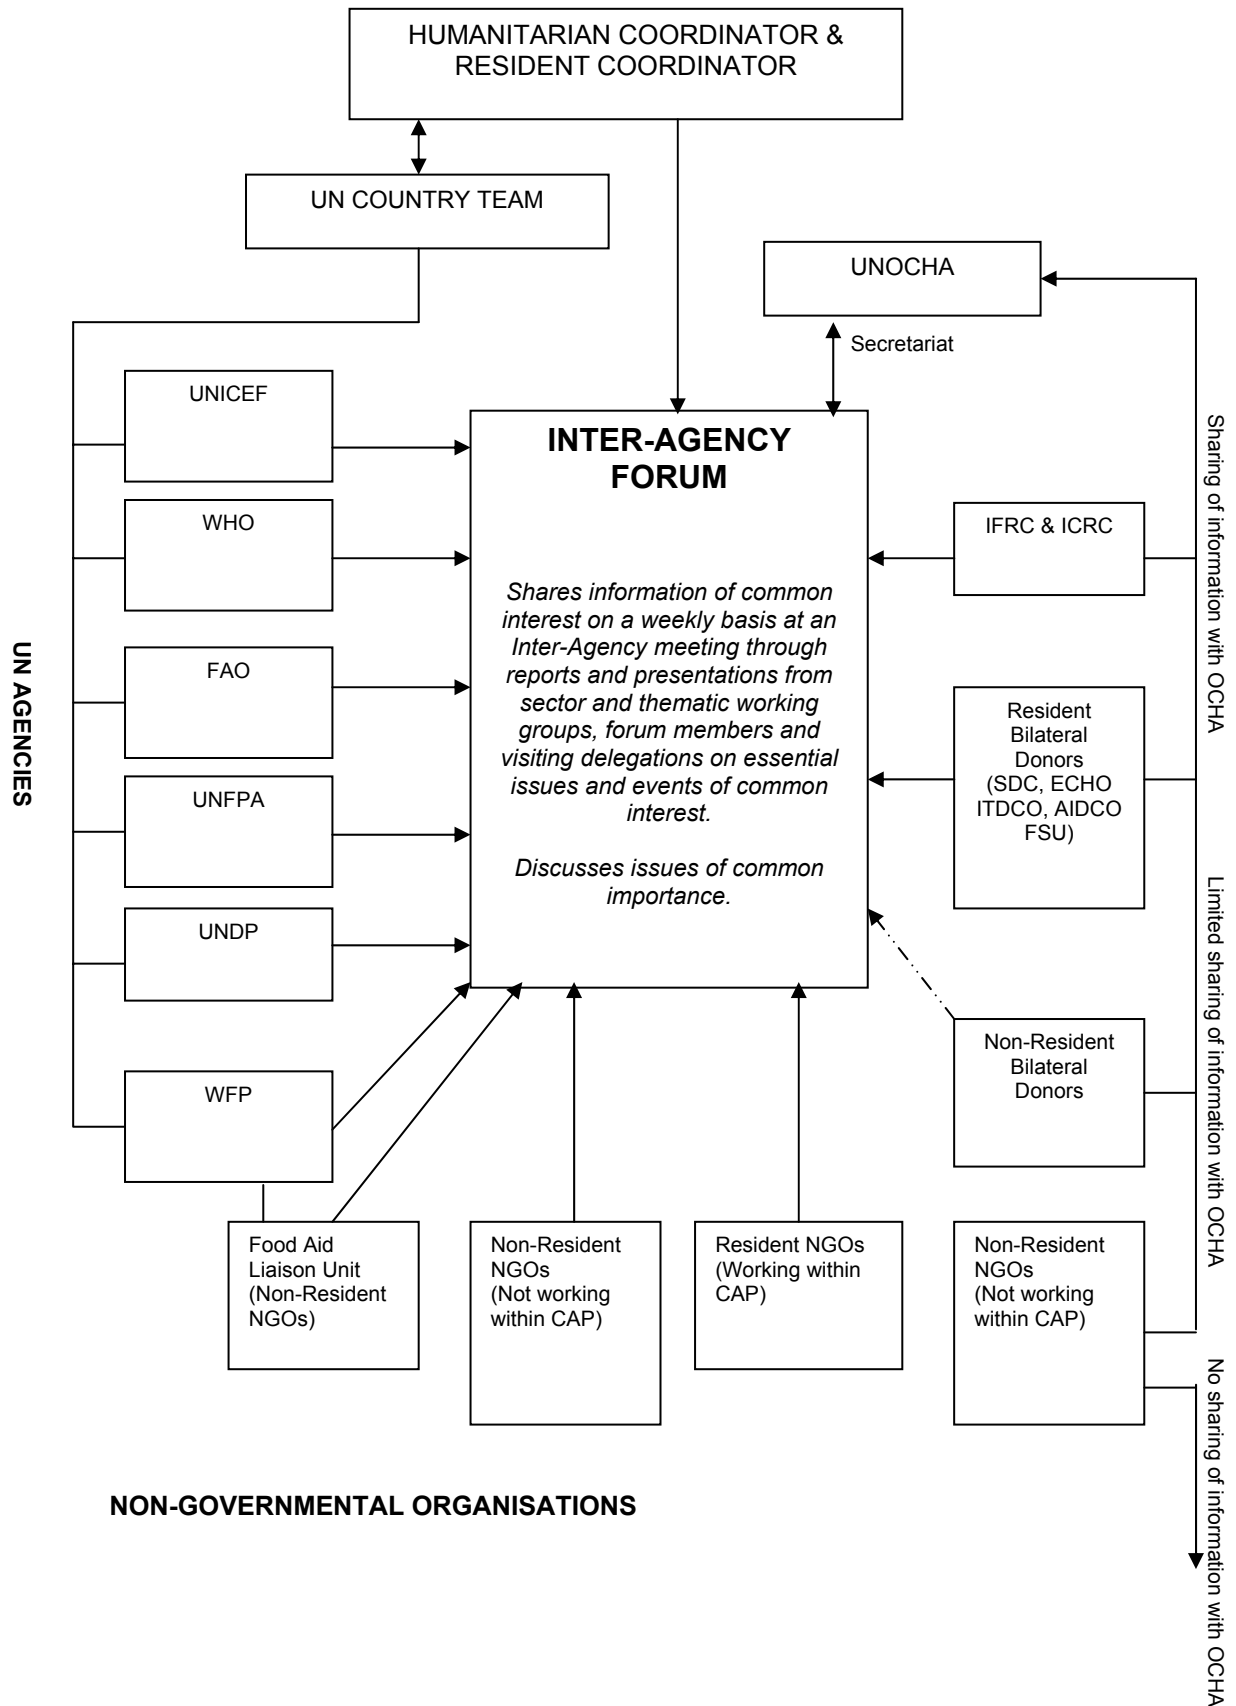 HUMANITARIAN COORDINATOR &
RESIDENT COORDINATOR
UN COUNTRY TEAM
UNOCHA
Secretariat
UNICEF
WHO
FAO
UNFPA
UNDP
WFP
UN AGENCIES
INTER-AGENCY
FORUM
Shares information of common
interest on a weekly basis at an
Inter-Agency meeting through
reports and presentations from
sector and thematic working
groups, forum members and
visiting delegations on essential
issues and events of common
interest.
Discusses issues of common
importance.
IFRC & ICRC
Resident
Bilateral
Donors
(SDC, ECHO
ITDCO, AIDCO
FSU)
Non-Resident
Bilateral
Donors
Sharing of information with OCHA
Limited sharing of information with OCHA
No sharing of information with OCHA
Food Aid
Liaison Unit
(Non-Resident
NGOs)
Non-Resident
NGOs
(Not working
within CAP)
Resident NGOs
(Working within
CAP)
Non-Resident
NGOs
(Not working
within CAP)
NON-GOVERNMENTAL ORGANISATIONS